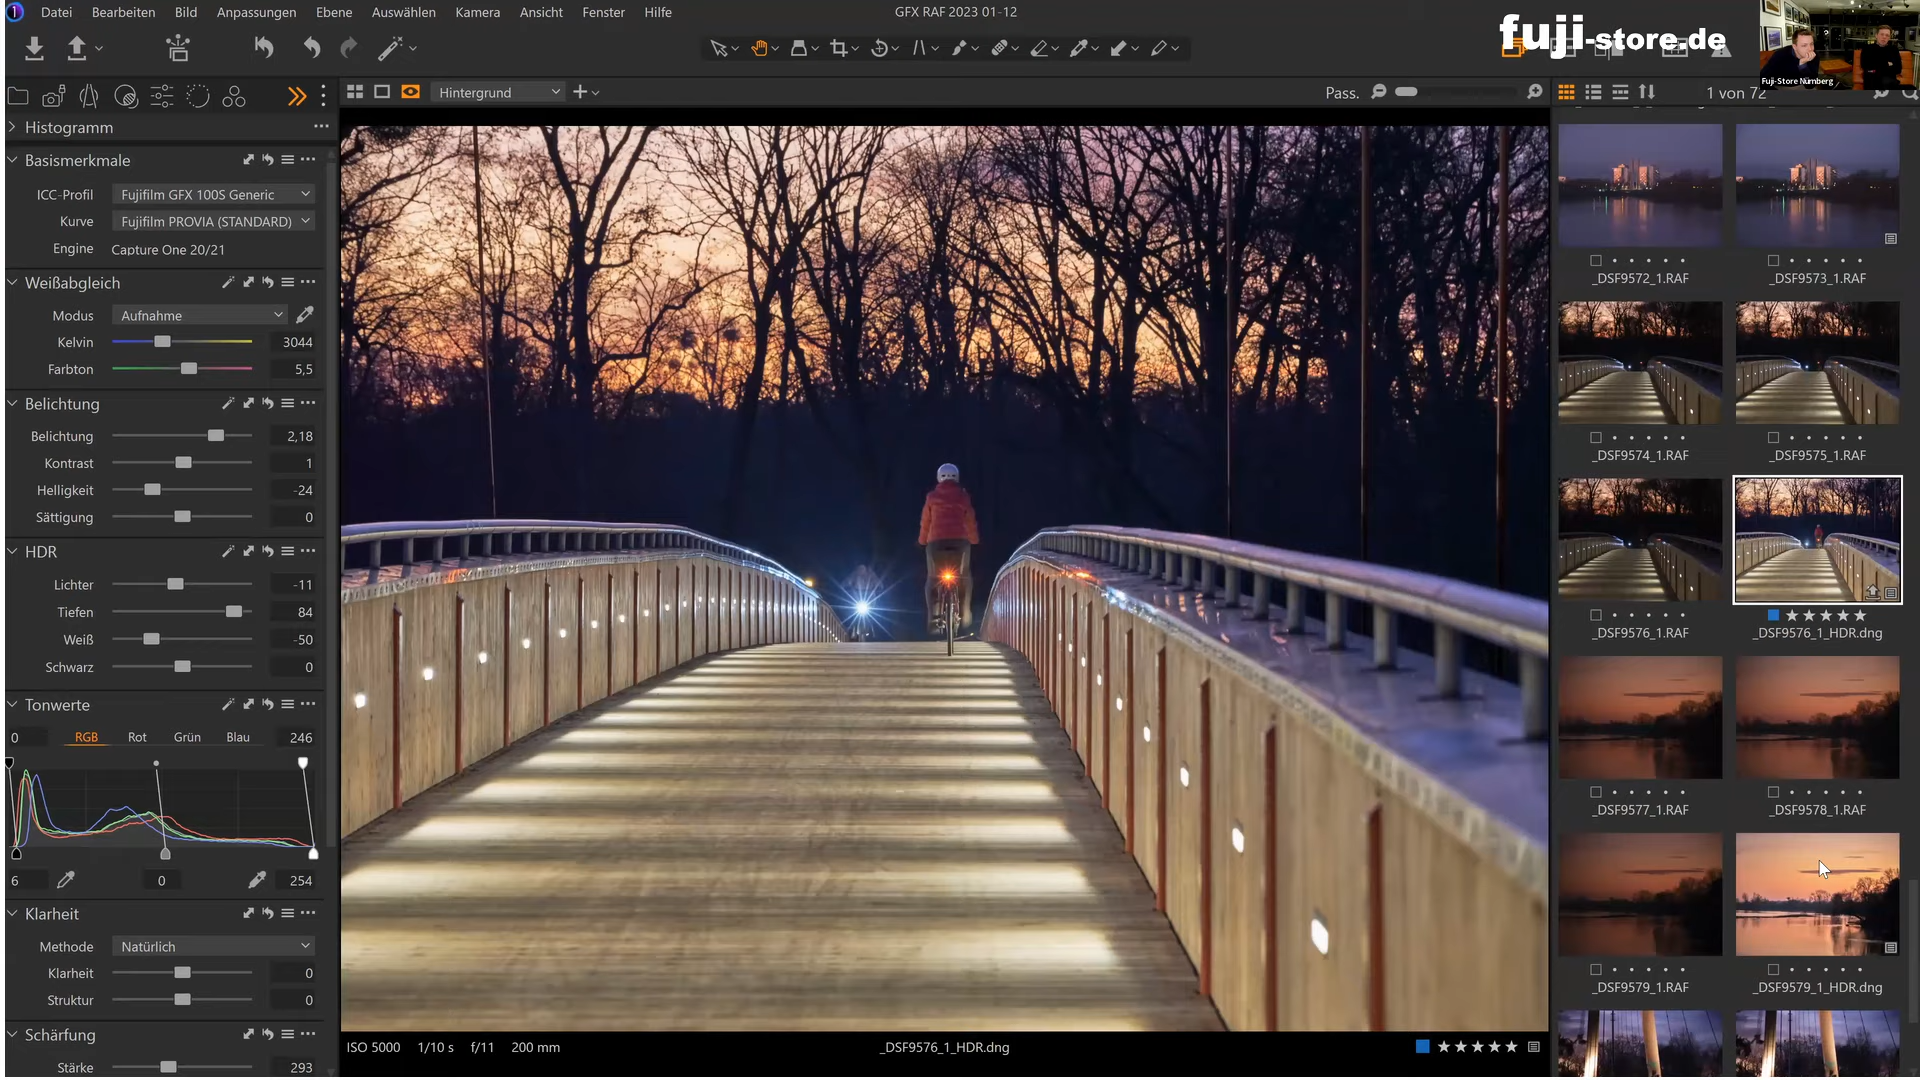 Datei Bearbeiten Bild Anpassungen Ebene Auswählen Kamera Ansicht Fenster Hilfe
GFX RAF 2023 01-12
fuji-store.de
Fuji-Store Nürnberg
Hintergrund
Pass.
1 von 72
Histogramm
Basismerkmale
ICC-Profil Fujifilm GFX 100S Generic
Kurve Fujifilm PROVIA (STANDARD)
Engine Capture One 20/21
Weißabgleich
Modus Aufnahme
Kelvin 3044
Farbton 5,5
Belichtung
Belichtung 2,18
Kontrast 1
Helligkeit -24
Sättigung 0
HDR
Lichter -11
Tiefen 84
Weiß -50
Schwarz 0
Tonwerte
0 RGB Rot Grün Blau 246
6 0 254
Klarheit
Methode Natürlich
Klarheit 0
Struktur 0
Schärfung
Stärke 293
ISO 5000 1/10 s f/11 200 mm
_DSF9576_1_HDR.dng
_DSF9572_1.RAF
_DSF9573_1.RAF
_DSF9574_1.RAF
_DSF9575_1.RAF
_DSF9576_1.RAF
_DSF9576_1_HDR.dng
_DSF9577_1.RAF
_DSF9578_1.RAF
_DSF9579_1.RAF
_DSF9579_1_HDR.dng